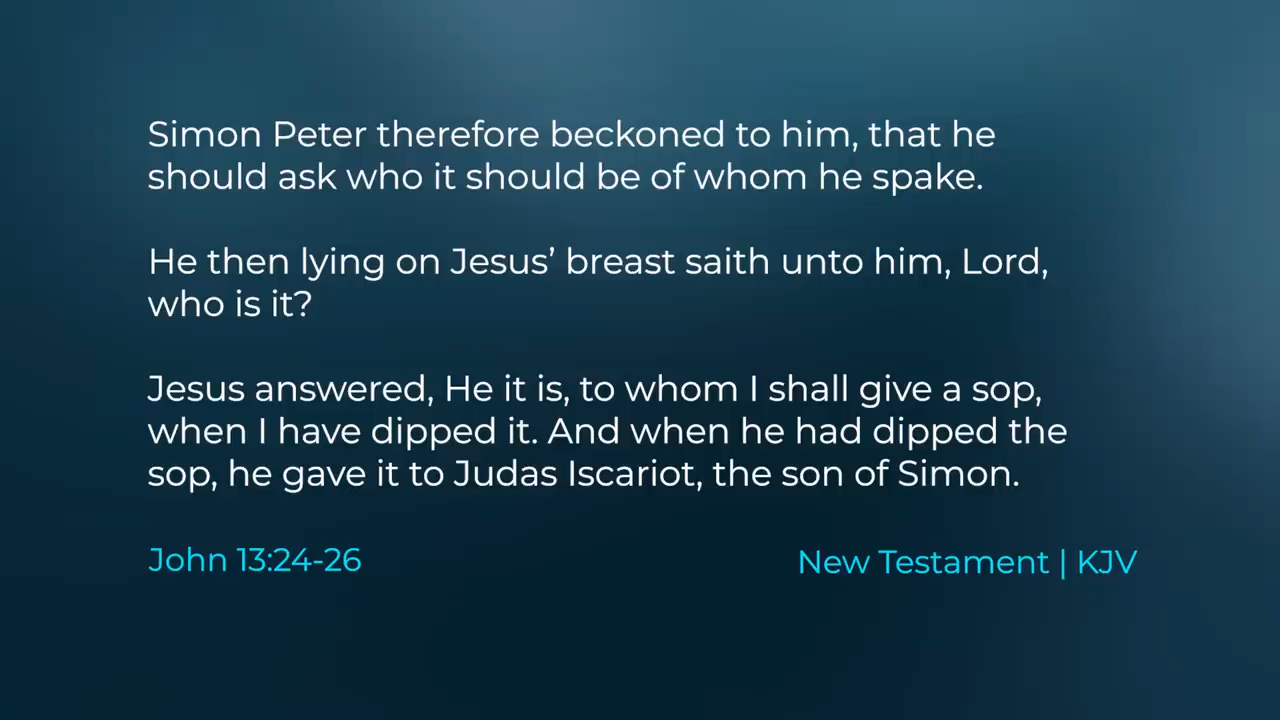 Simon Peter therefore beckoned to him, that he
should ask who it should be of whom he spake.
He then lying on Jesus’ breast saith unto him, Lord,
who is it?
Jesus answered, He it is, to whom I shall give a sop,
when I have dipped it. And when he had dipped the
sop, he gave it to Judas Iscariot, the son of Simon.
John 13:24-26
New Testament | KJV